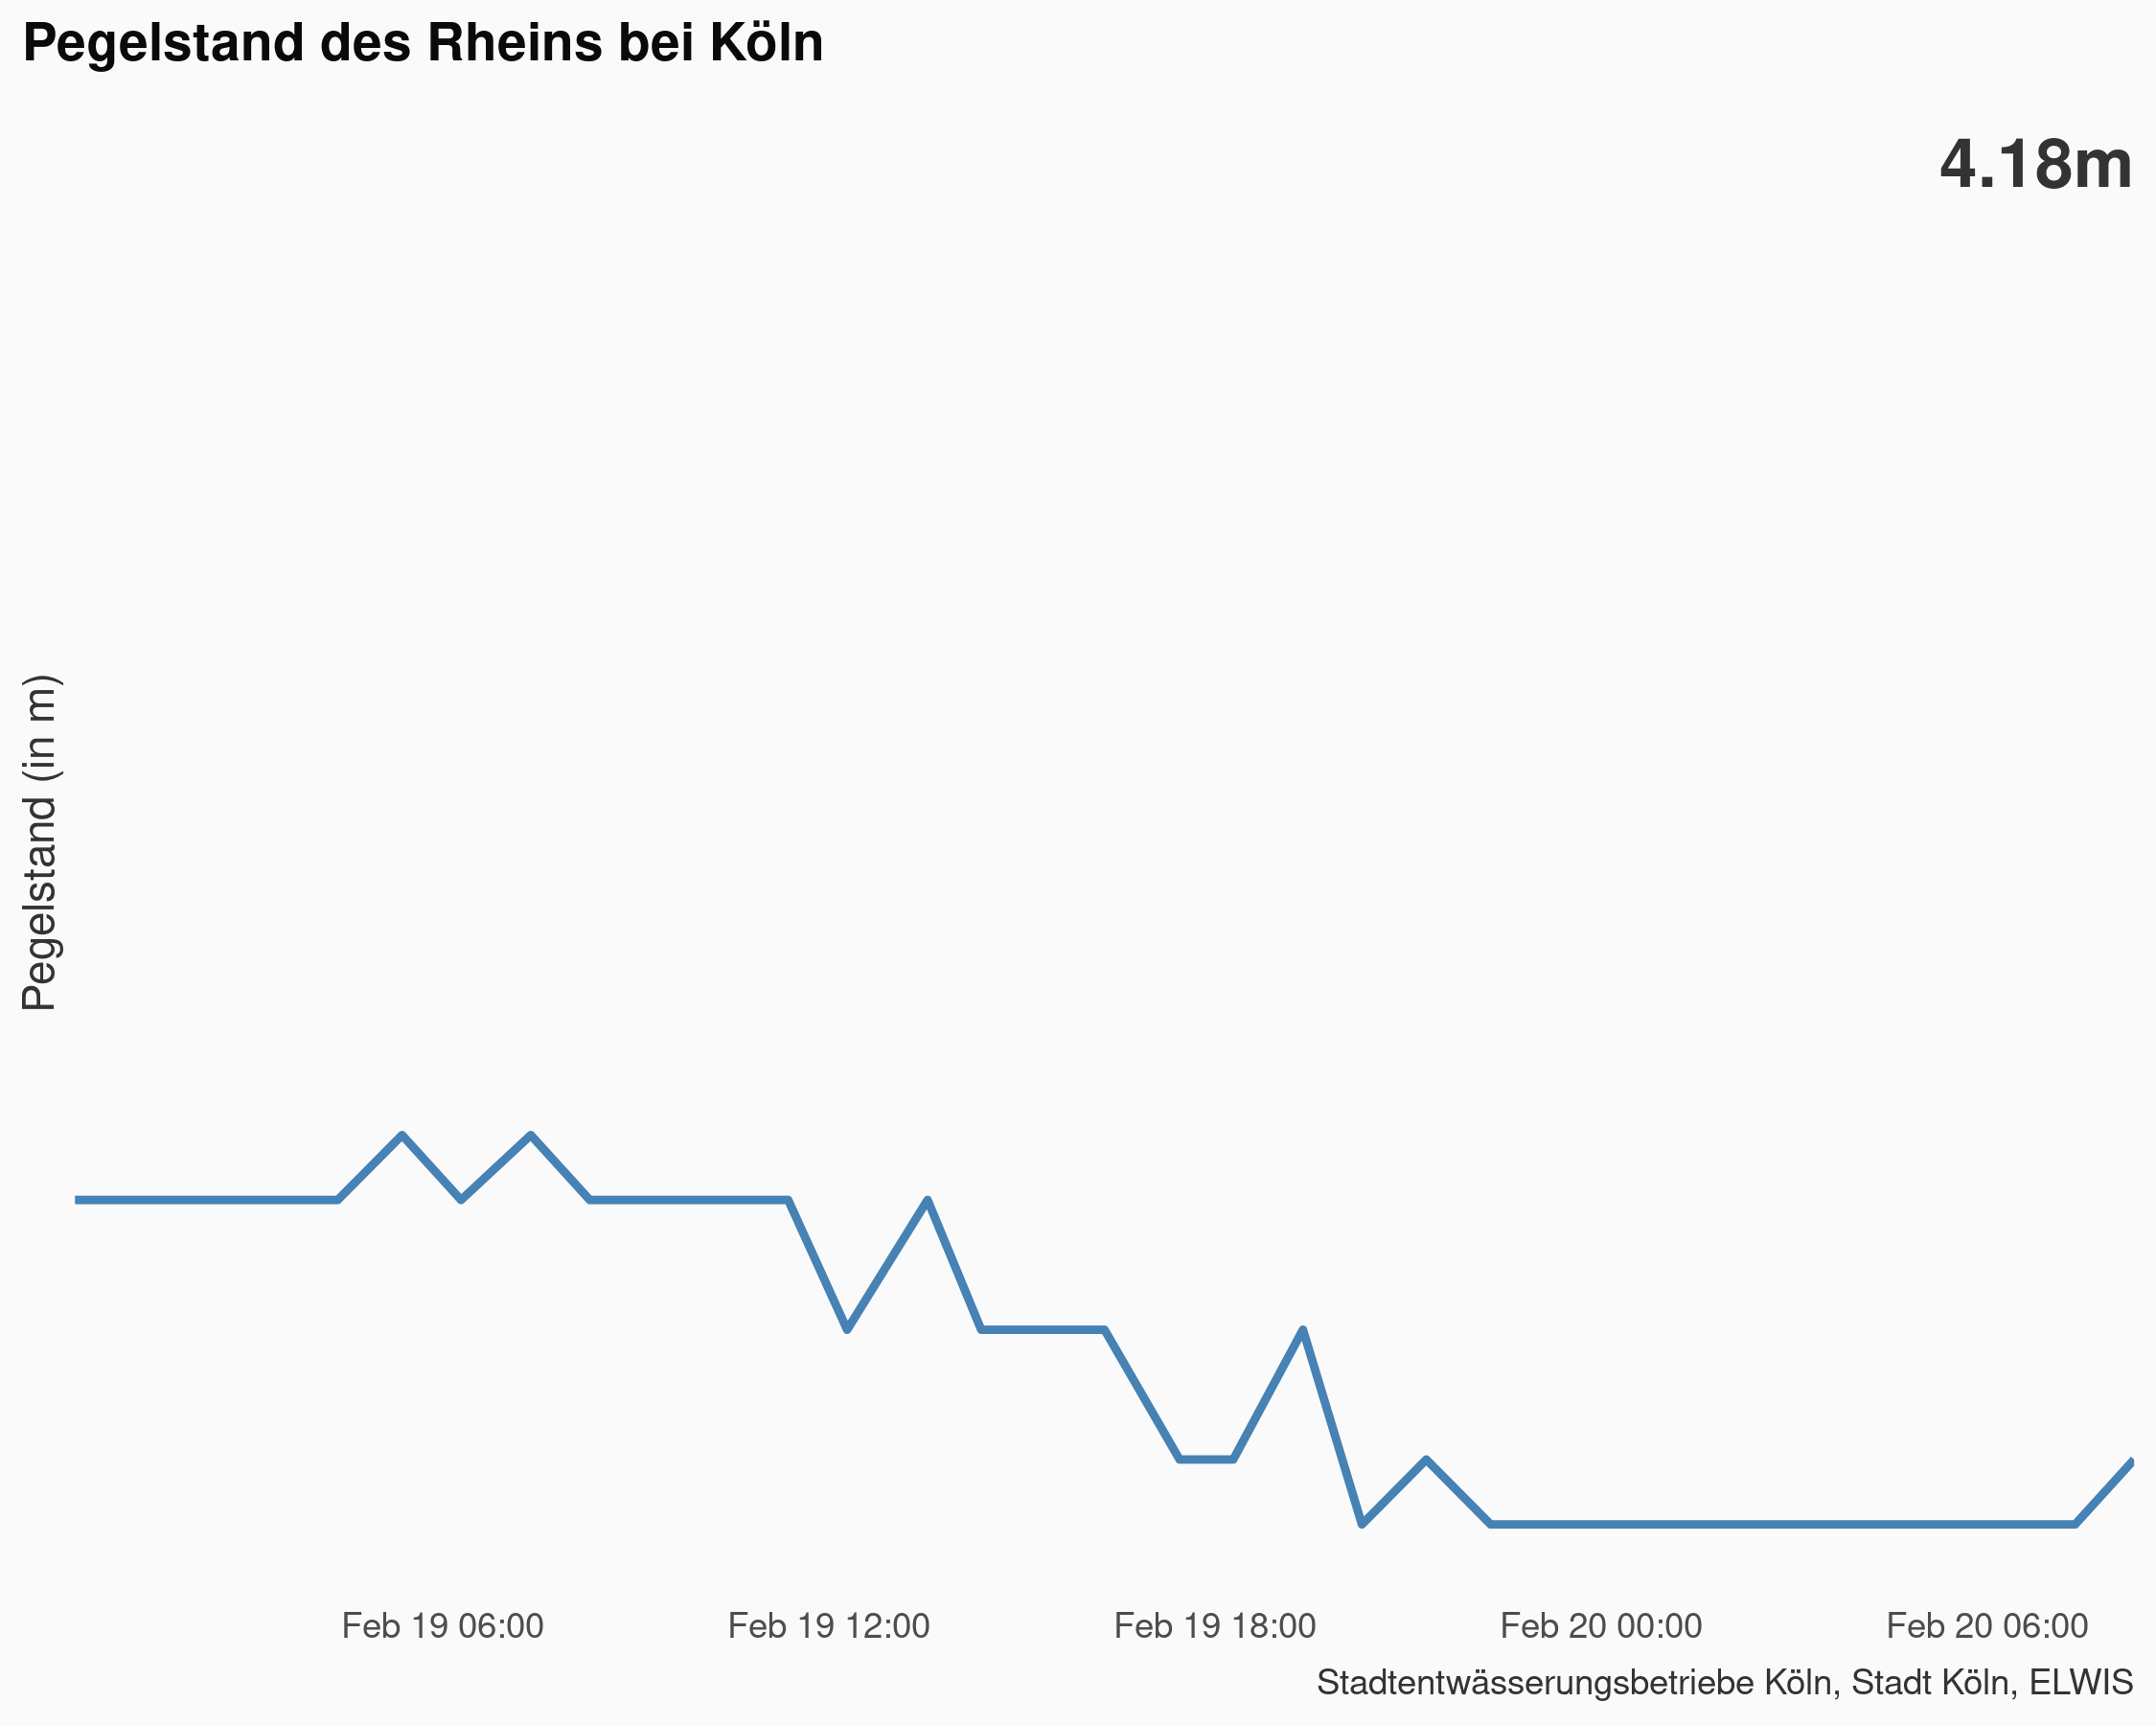 Pegelstand des Rheins bei Köln
4.18m
Pegelstand (in m)
Feb 19 06:00
Feb 19 12:00
Feb 19 18:00
Feb 20 00:00
Feb 20 06:00
Stadtentwässerungsbetriebe Köln, Stadt Köln, ELWIS